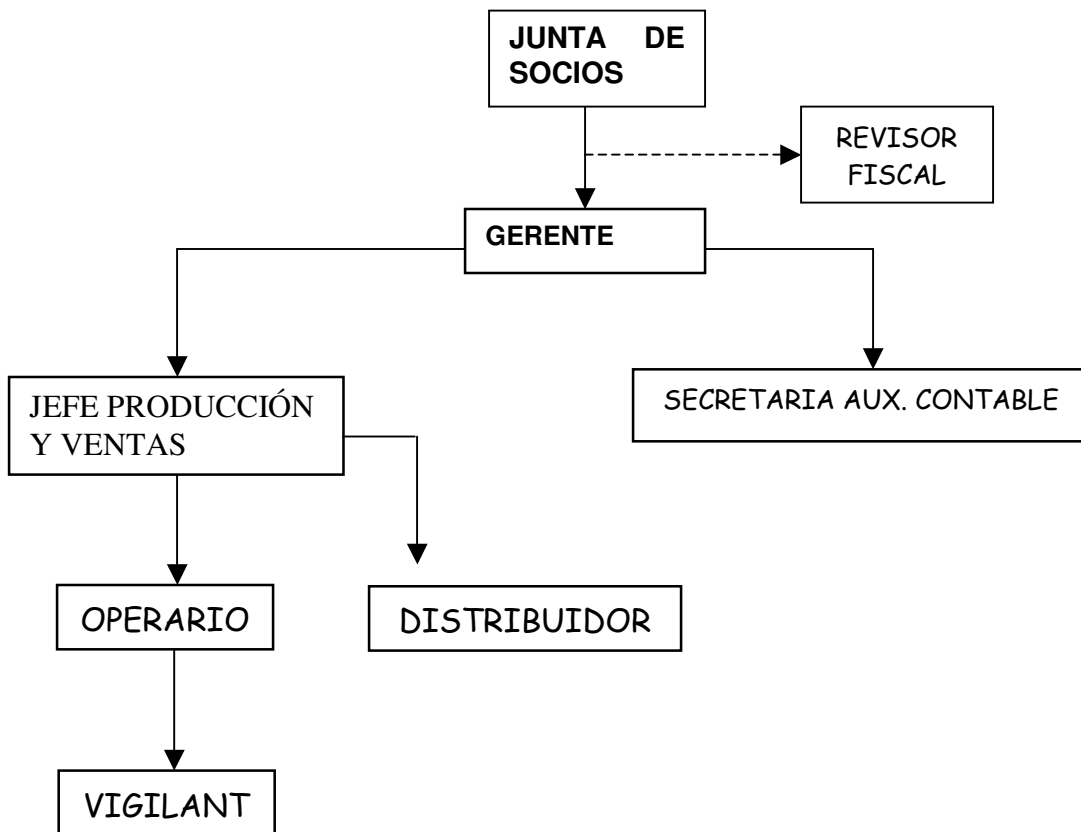 JUNTA DE
SOCIOS
REVISOR
FISCAL
GERENTE
JEFE PRODUCCIÓN
Y VENTAS
SECRETARIA AUX. CONTABLE
OPERARIO
DISTRIBUIDOR
VIGILANT